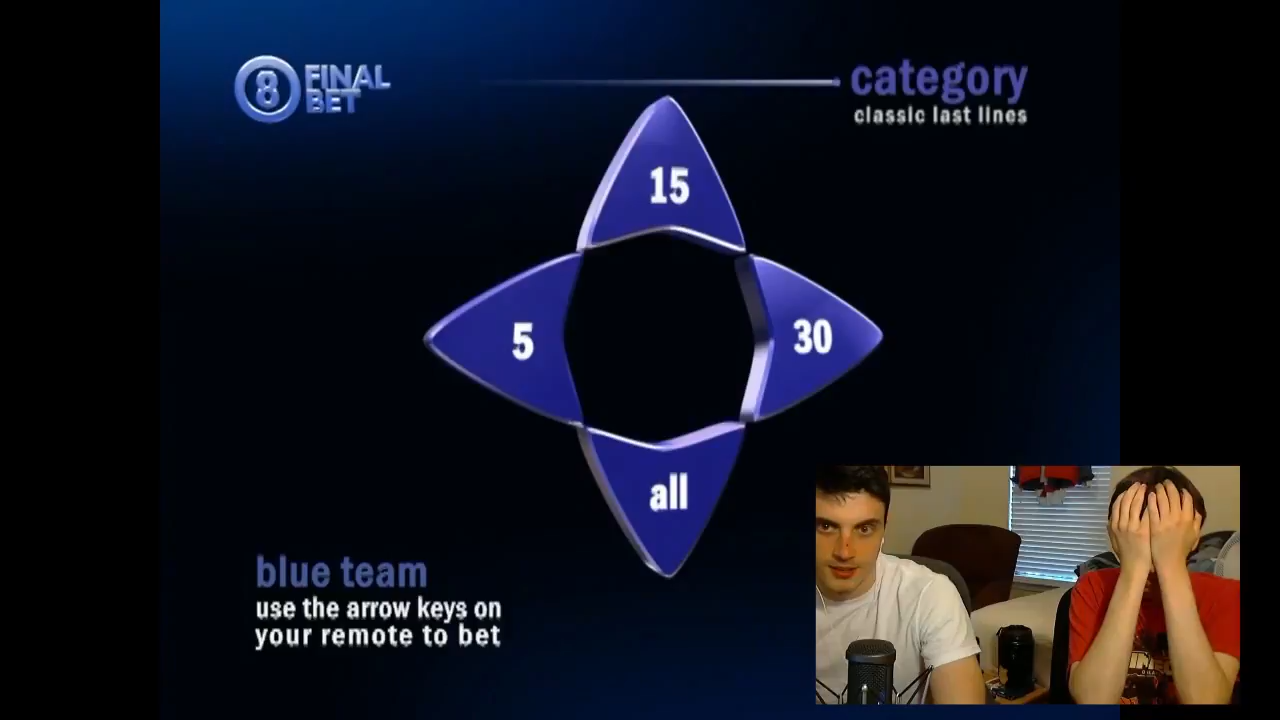 8 FINAL
BET
category
classic last lines
15
5
30
all
blue team
use the arrow keys on
your remote to bet